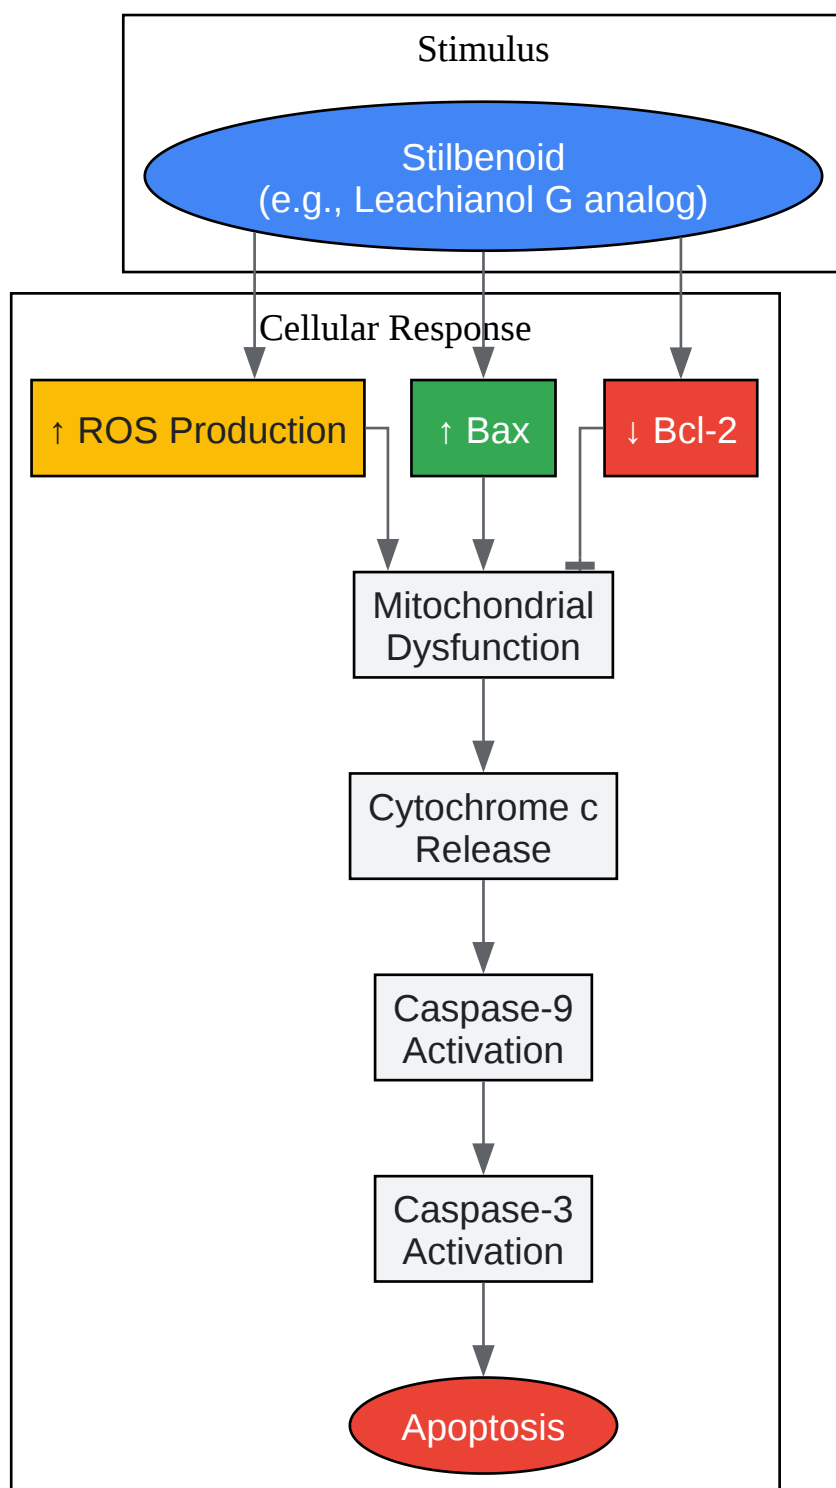 Stimulus
Stilbenoid
(e.g., Leachianol G analog)
Cellular Response
↑ ROS Production
↑ Bax
↓ Bcl-2
Mitochondrial
Dysfunction
Cytochrome c
Release
Caspase-9
Activation
Caspase-3
Activation
Apoptosis